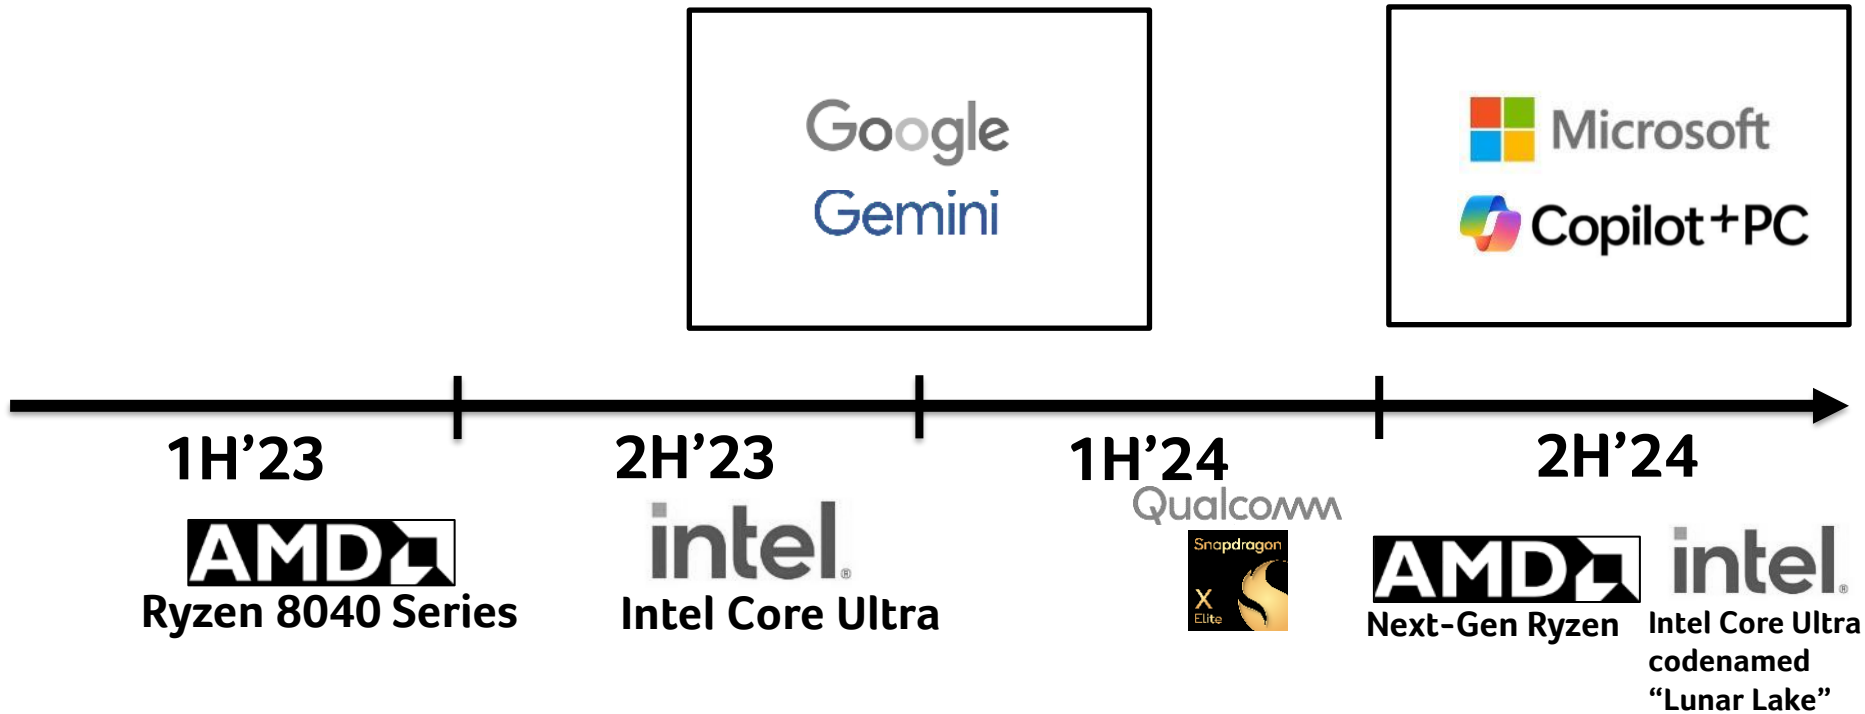 Google
Gemini
Microsoft
Copilot+PC
1H’23
2H’23
1H’24
2H’24
AMD
Ryzen 8040 Series
intel®
Intel Core Ultra
Qualcomm
Snapdragon
X
Elite
AMD
Next-Gen Ryzen
intel®
Intel Core Ultra
codenamed
“Lunar Lake”